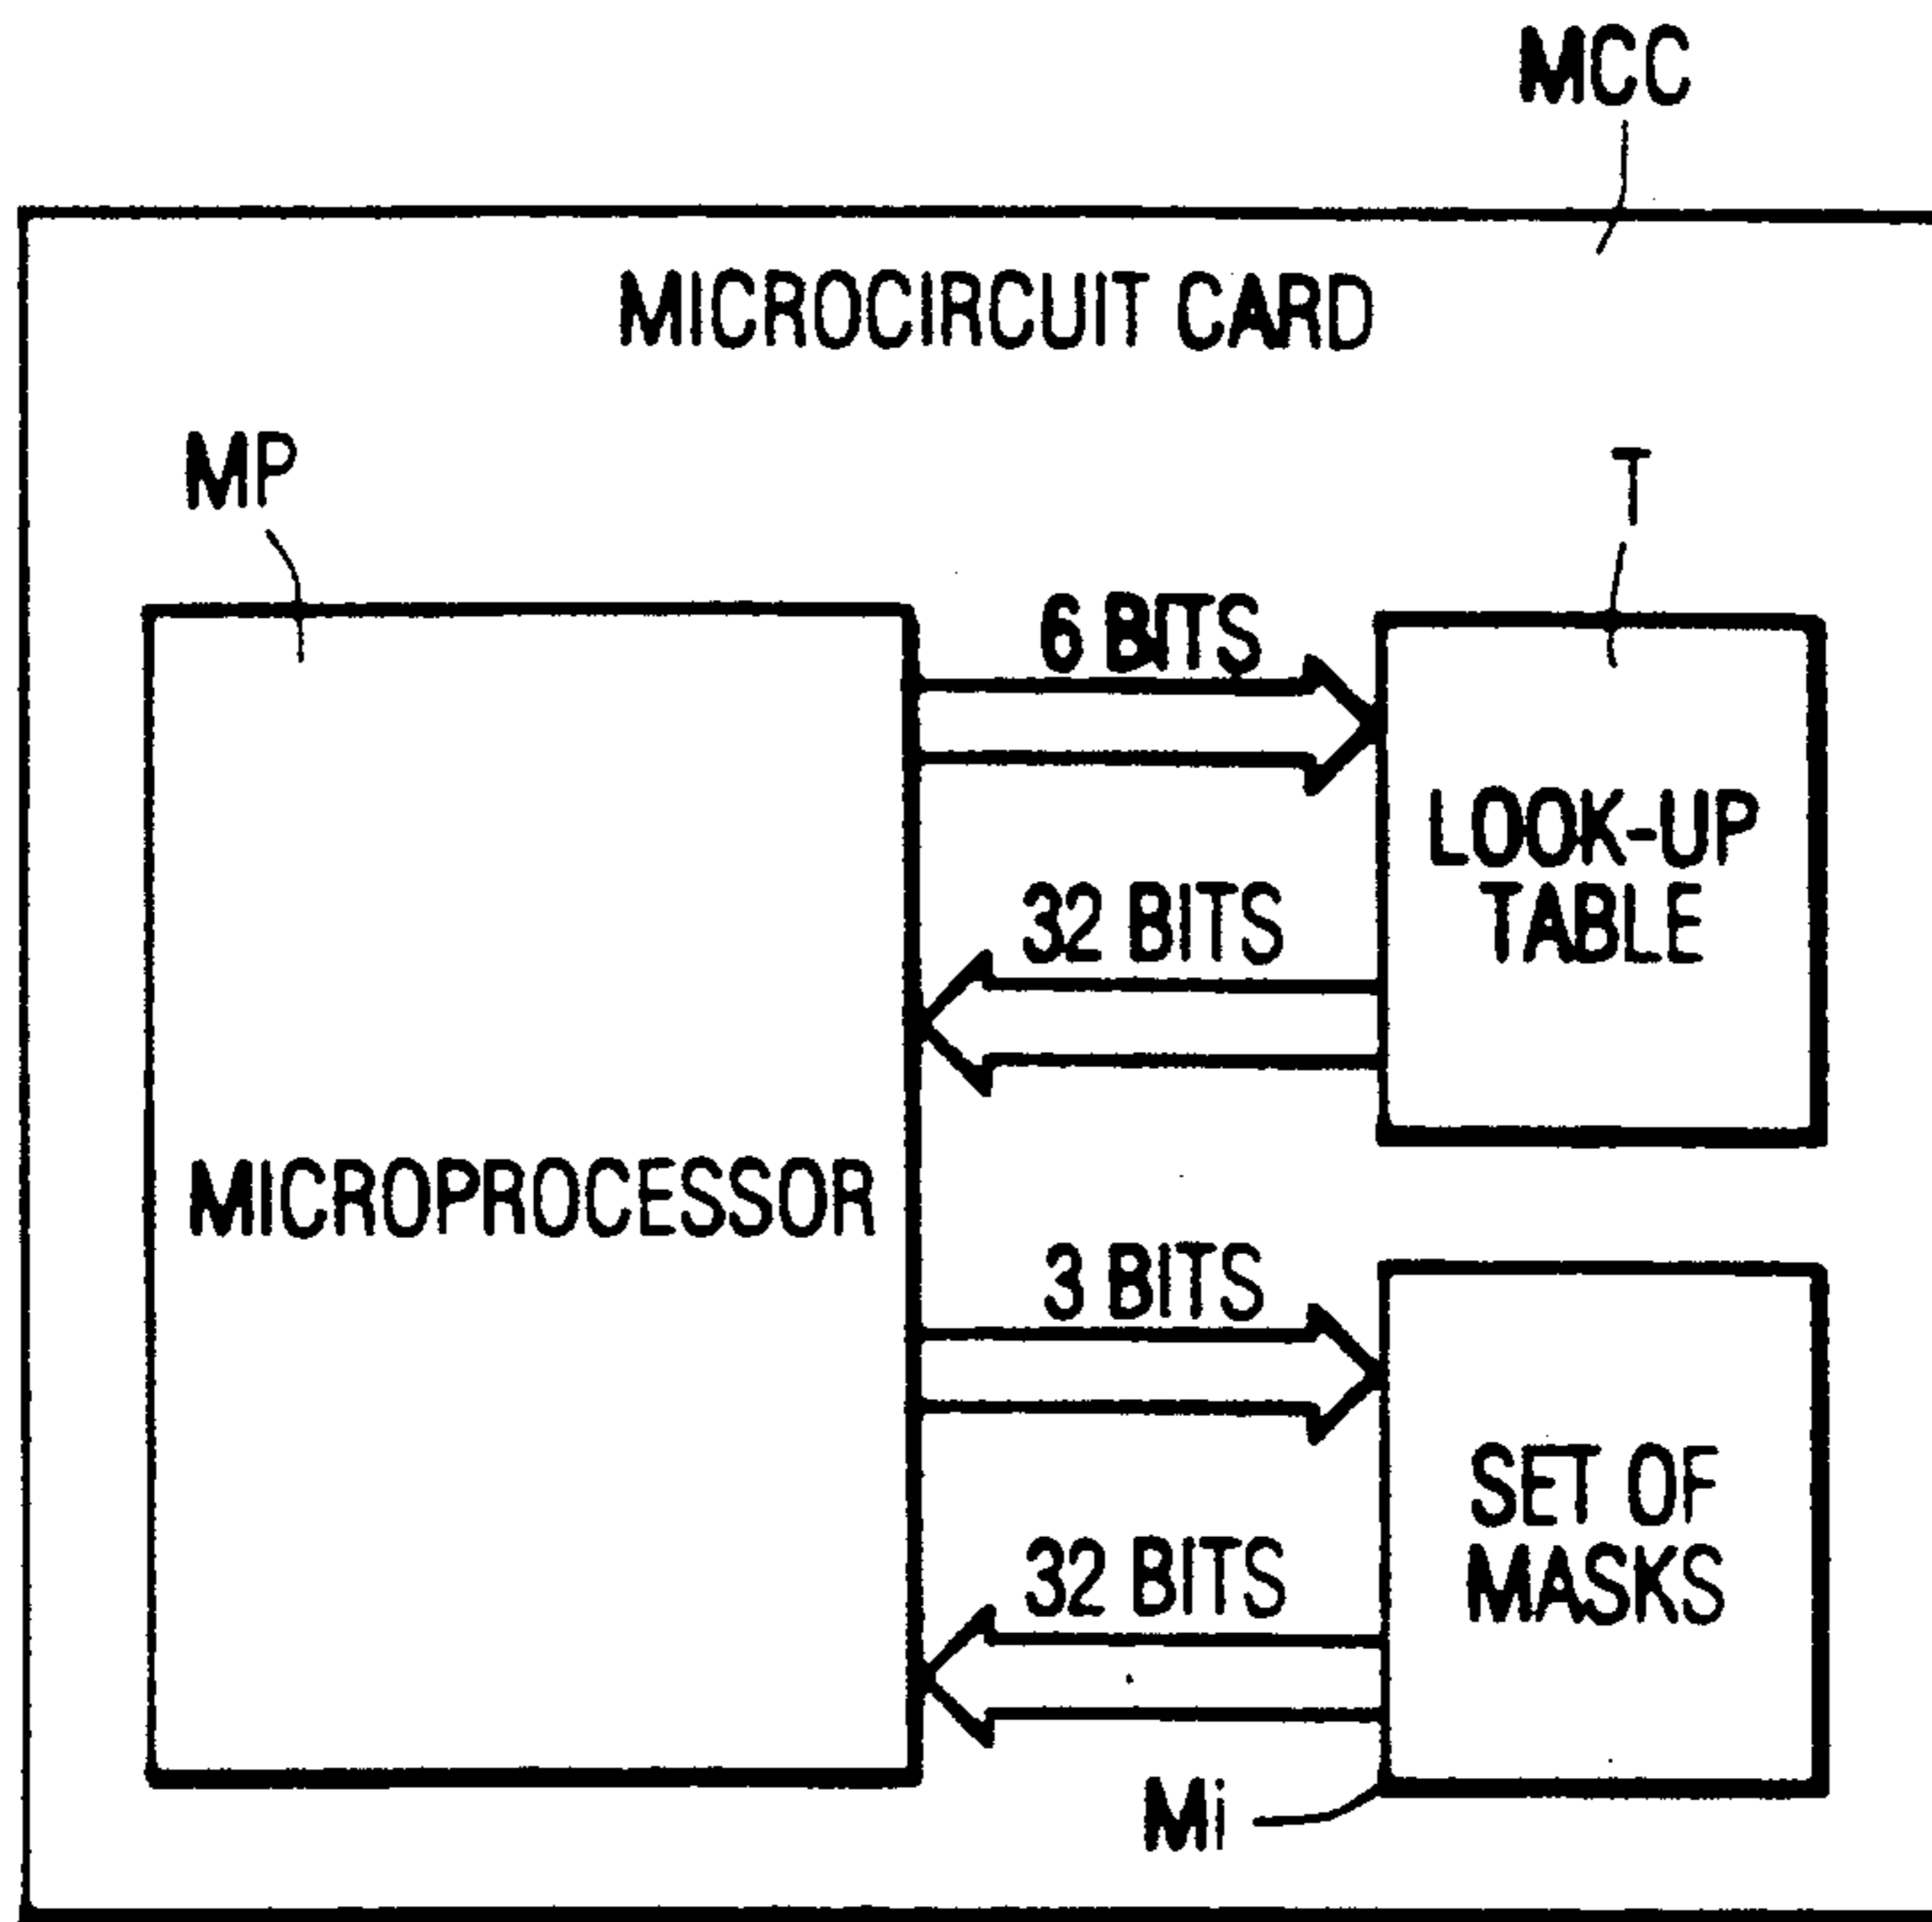 MCC
MICROCIRCUIT CARD
MP
T
6 BITS
LOOK-UP
TABLE
32 BITS
MICROPROCESSOR
3 BITS
SET OF
MASKS
32 BITS
Mi